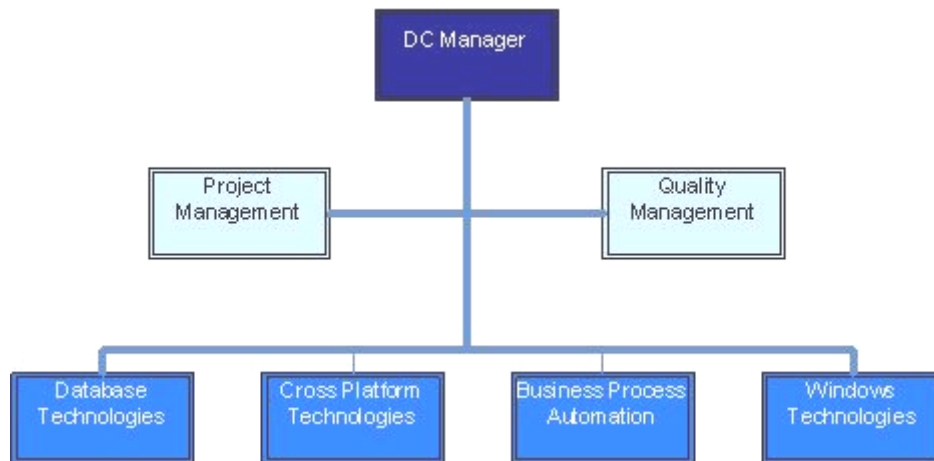 DC Manager
Project
Management
Quality
Management
Database
Technologies
Cross Platform
Technologies
Business Process
Automation
Windows
Technologies